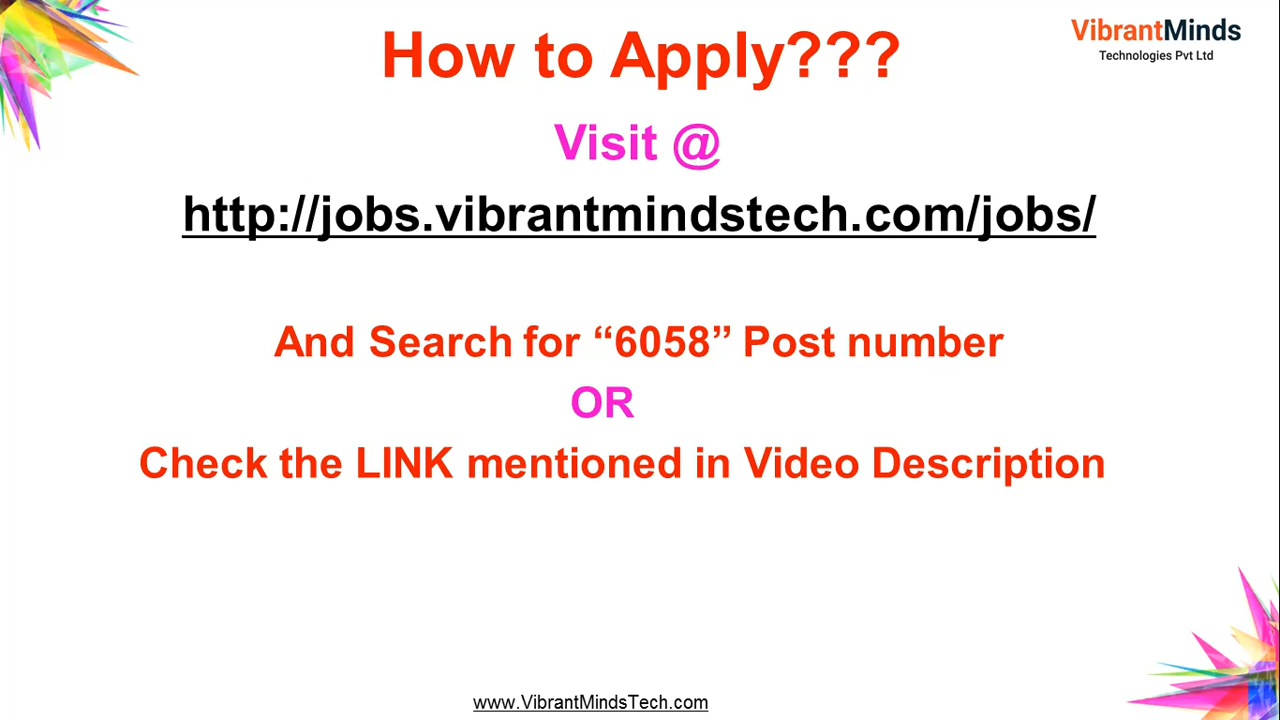 VibrantMinds
Technologies Pvt Ltd
How to Apply???
Visit @
http://jobs.vibrantmindstech.com/jobs/
And Search for “6058” Post number
OR
Check the LINK mentioned in Video Description
www.VibrantMindsTech.com